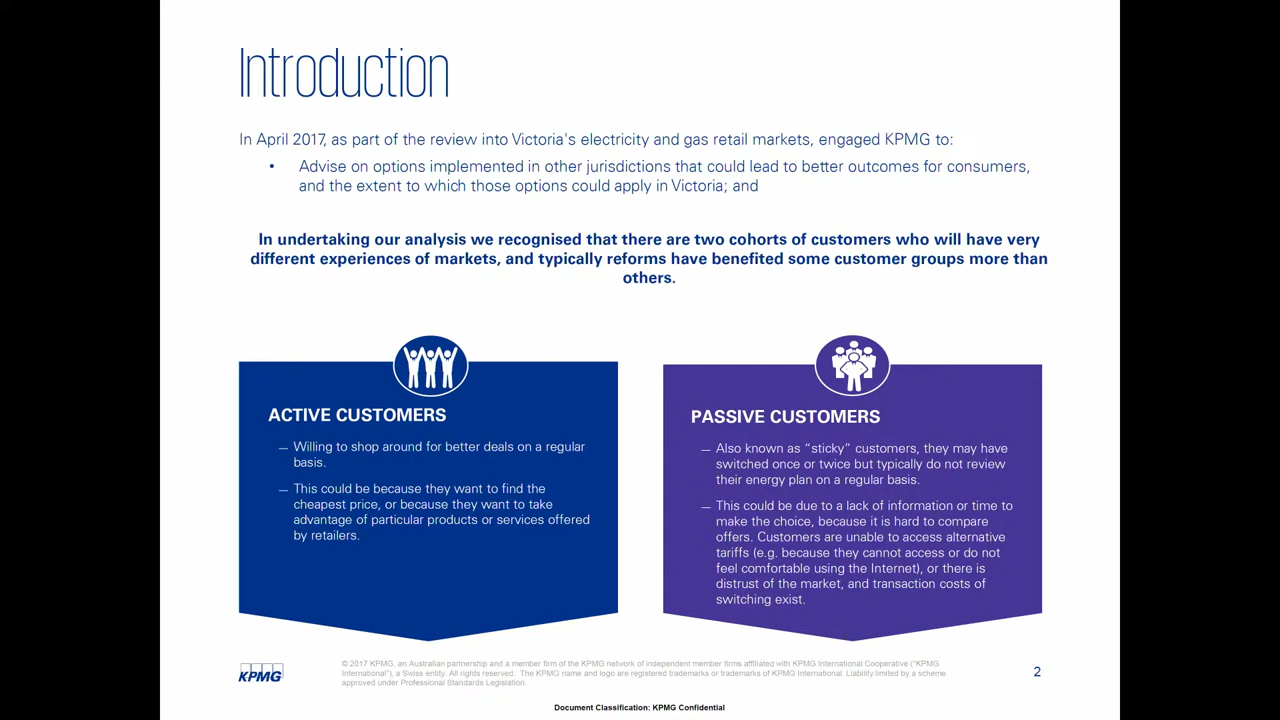 Introduction
In April 2017, as part of the review into Victoria's electricity and gas retail markets, engaged KPMG to:
• Advise on options implemented in other jurisdictions that could lead to better outcomes for consumers,
and the extent to which those options could apply in Victoria; and
In undertaking our analysis we recognised that there are two cohorts of customers who will have very
different experiences of markets, and typically reforms have benefited some customer groups more than
others.
ACTIVE CUSTOMERS
— Willing to shop around for better deals on a regular
basis.
— This could be because they want to find the
cheapest price, or because they want to take
advantage of particular products or services offered
by retailers.
PASSIVE CUSTOMERS
— Also known as “sticky” customers, they may have
switched once or twice but typically do not review
their energy plan on a regular basis.
— This could be due to a lack of information or time to
make the choice, because it is hard to compare
offers. Customers are unable to access alternative
tariffs (e.g. because they cannot access or do not
feel comfortable using the Internet), or there is
distrust of the market, and transaction costs of
switching exist.
KPMG
© 2017 KPMG, an Australian partnership and a member firm of the KPMG network of independent member firms affiliated with KPMG International Cooperative (“KPMG
International”), a Swiss entity. All rights reserved. The KPMG name and logo are registered trademarks or trademarks of KPMG International. Liability limited by a scheme
approved under Professional Standards Legislation.
2
Document Classification: KPMG Confidential